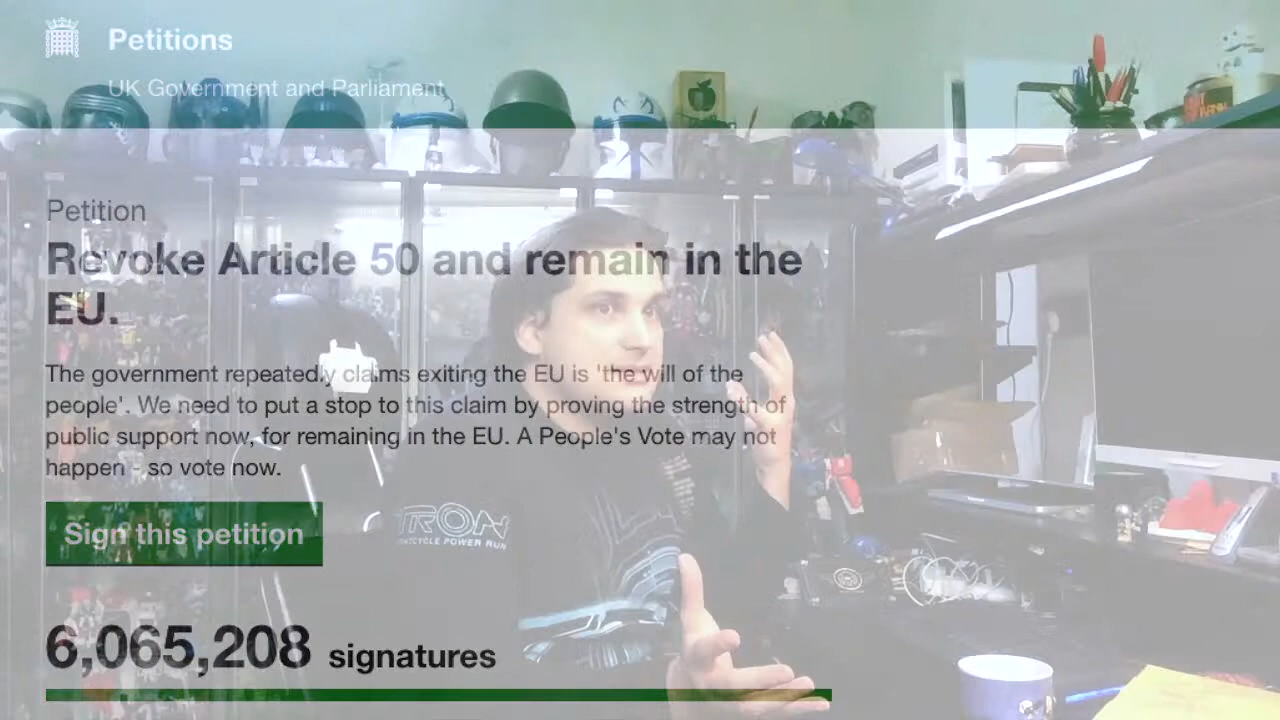 Petitions
UK Government and Parliament
Petition
Revoke Article 50 and remain in the
EU.
The government repeatedly claims exiting the EU is 'the will of the
people'. We need to put a stop to this claim by proving the strength of
public support now, for remaining in the EU. A People's Vote may not
happen - so vote now.
Sign this petition
TRON
POWER RUN
6,065,208 signatures